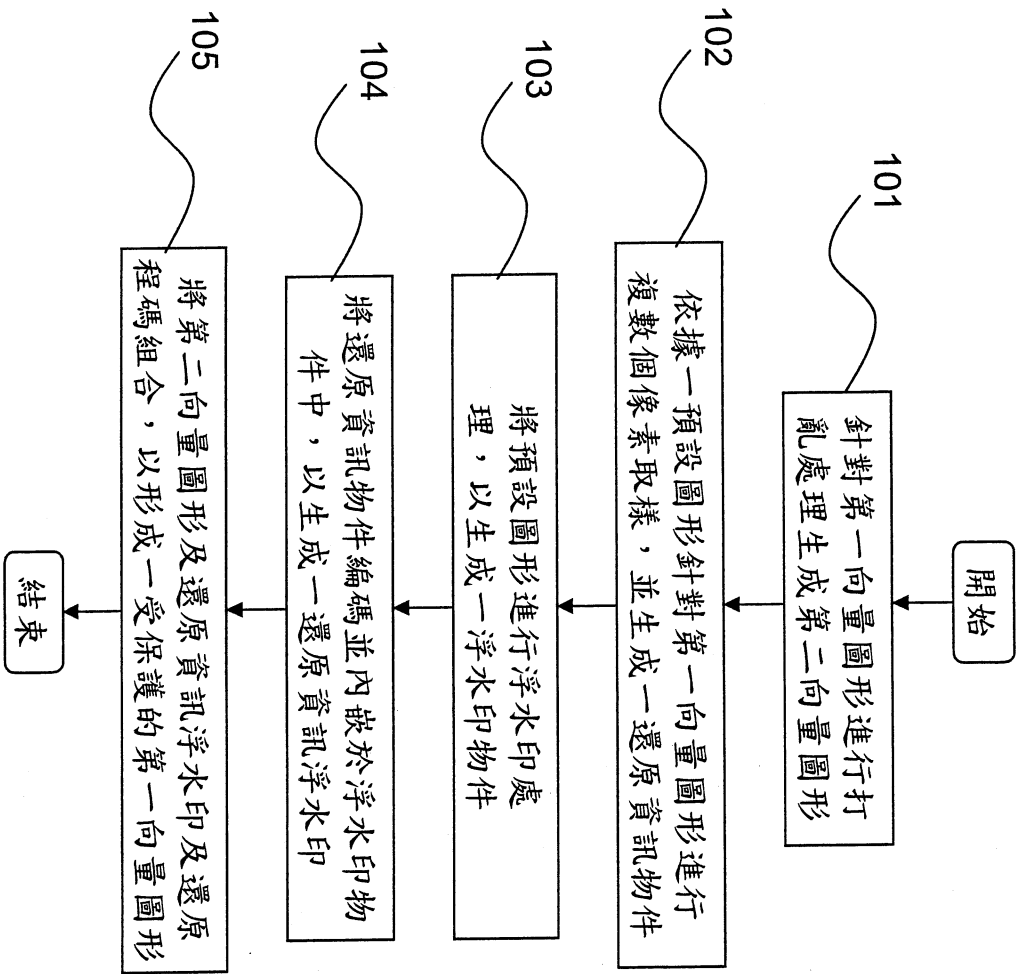 開始
101
針對第一向量圖形進行打
亂處理生成第二向量圖形
102
依據一預設圖形針對第一向量圖形進行
複數個像素取樣，並生成一還原資訊物件
103
將預設圖形進行浮水印處
理，以生成一浮水印物件
104
將還原資訊物件編碼並內嵌於浮水印物
件中，以生成一還原資訊浮水印
105
將第二向量圖形及還原資訊浮水印及還原
程碼組合，以形成一受保護的第一向量圖形
結束